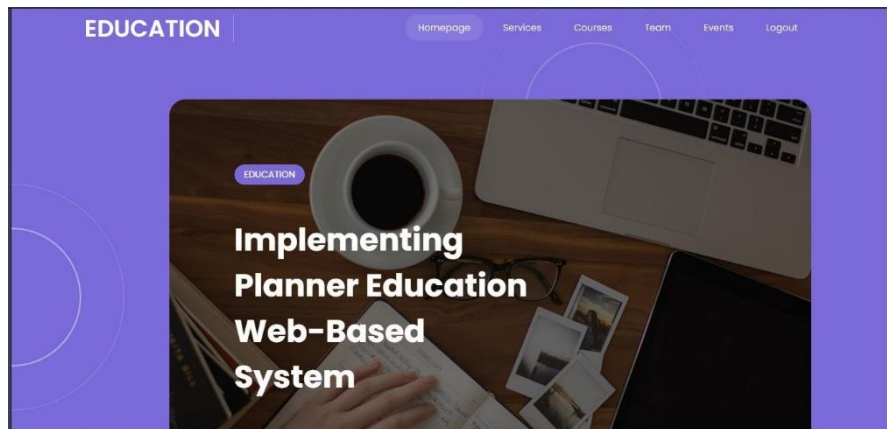 EDUCATION
Homepage Services Courses Team Events Logout
EDUCATION
Implementing
Planner Education
Web-Based
System